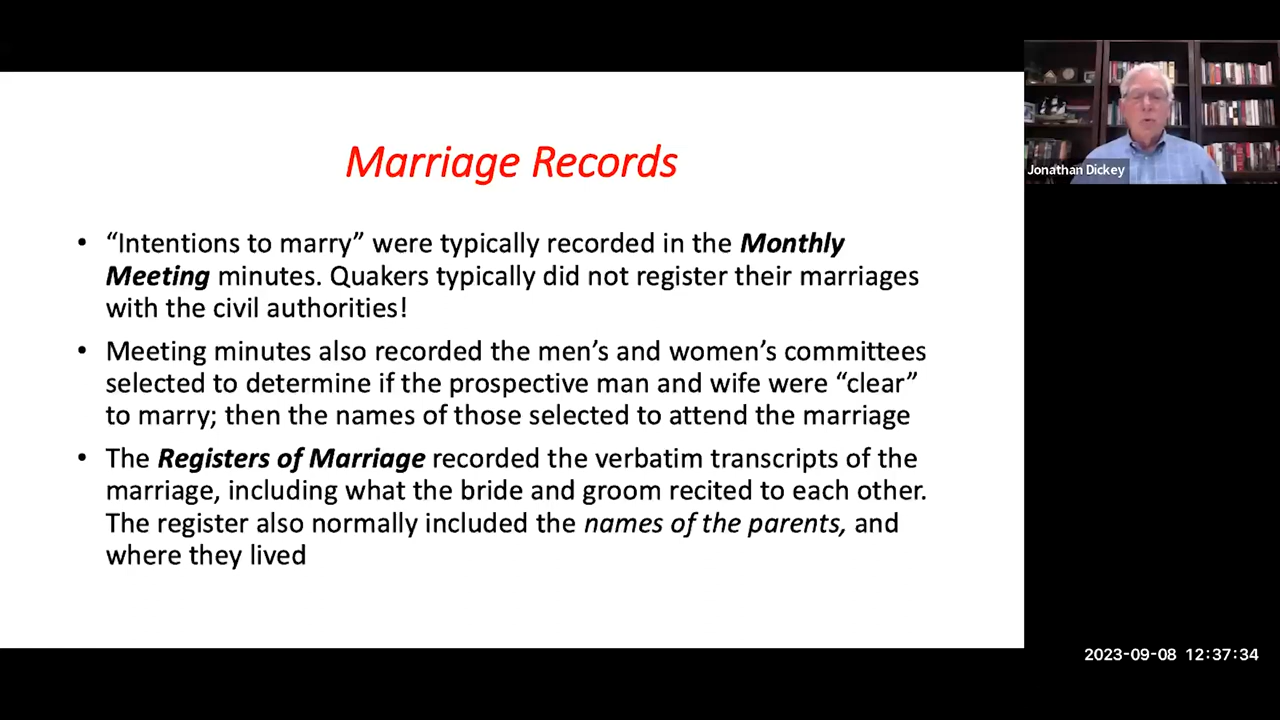 Marriage Records
• “Intentions to marry” were typically recorded in the Monthly
Meeting minutes. Quakers typically did not register their marriages
with the civil authorities!
• Meeting minutes also recorded the men’s and women’s committees
selected to determine if the prospective man and wife were “clear”
to marry; then the names of those selected to attend the marriage
• The Registers of Marriage recorded the verbatim transcripts of the
marriage, including what the bride and groom recited to each other.
The register also normally included the names of the parents, and
where they lived
Jonathan Dickey
2023-09-08 12:37:34